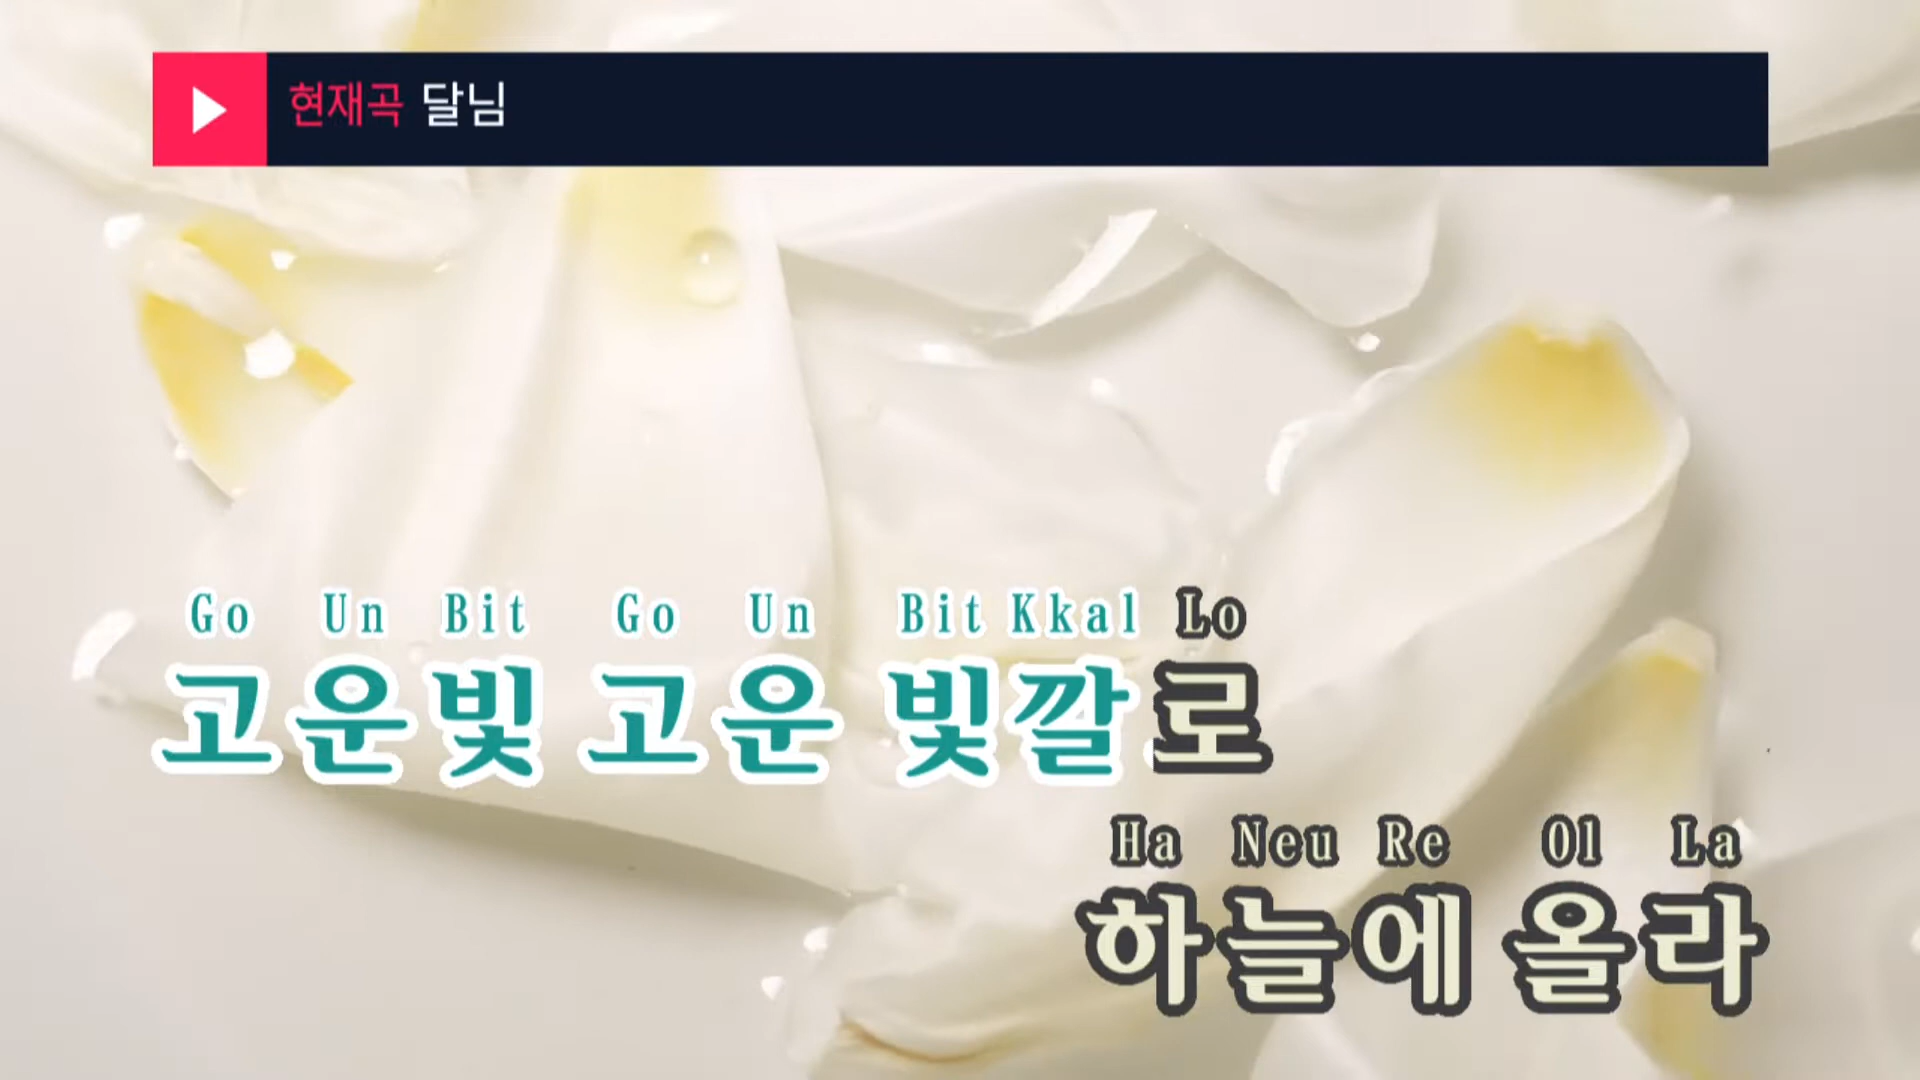 현재곡 달님
Go Un Bit Go Un Bit Kkal Lo
고운빛 고운 빛깔로
Ha Neu Re Ol La
하늘에 올라